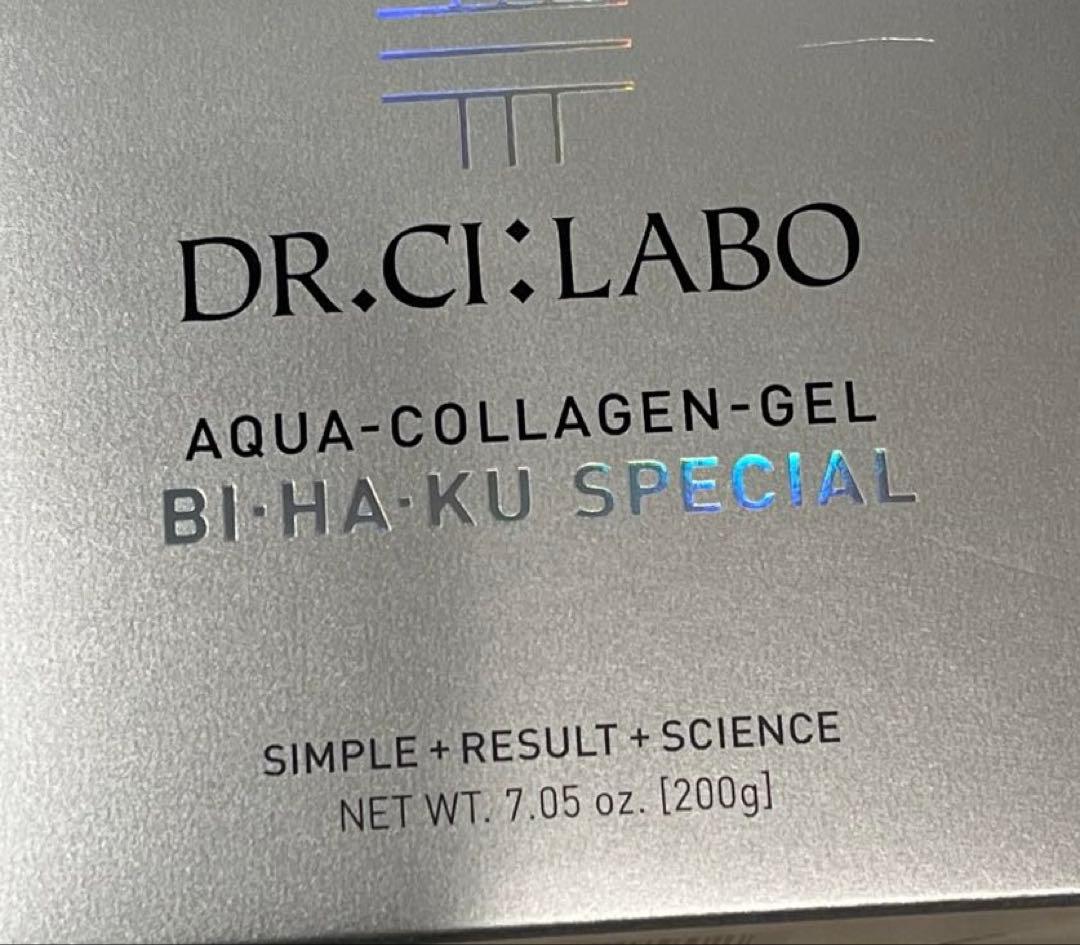 DR.CI:LABO
AQUA-COLLAGEN-GEL
BI·HA·KU SPECIAL
SIMPLE + RESULT + SCIENCE
NET WT. 7.05 oz. [200g]